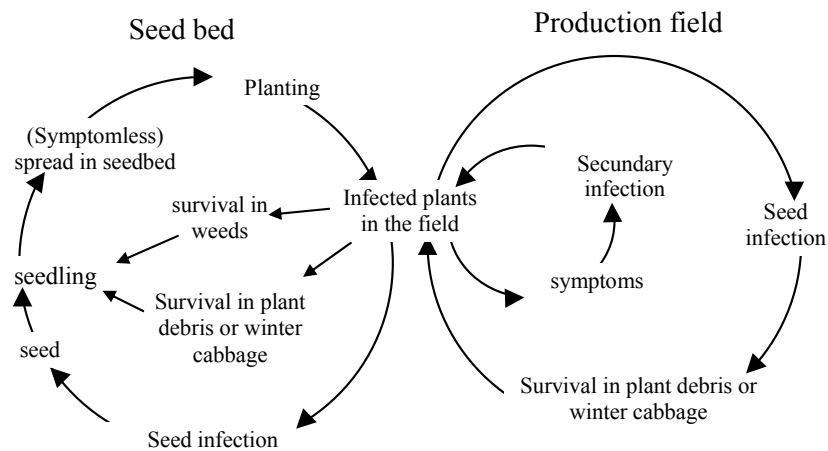 Seed bed
Production field
Planting
(Symptomless)
spread in seedbed
Secundary
infection
survival in
weeds
Infected plants
in the field
Seed
infection
seedling
symptoms
Survival in plant
debris or winter
cabbage
seed
Survival in plant debris or
winter cabbage
Seed infection